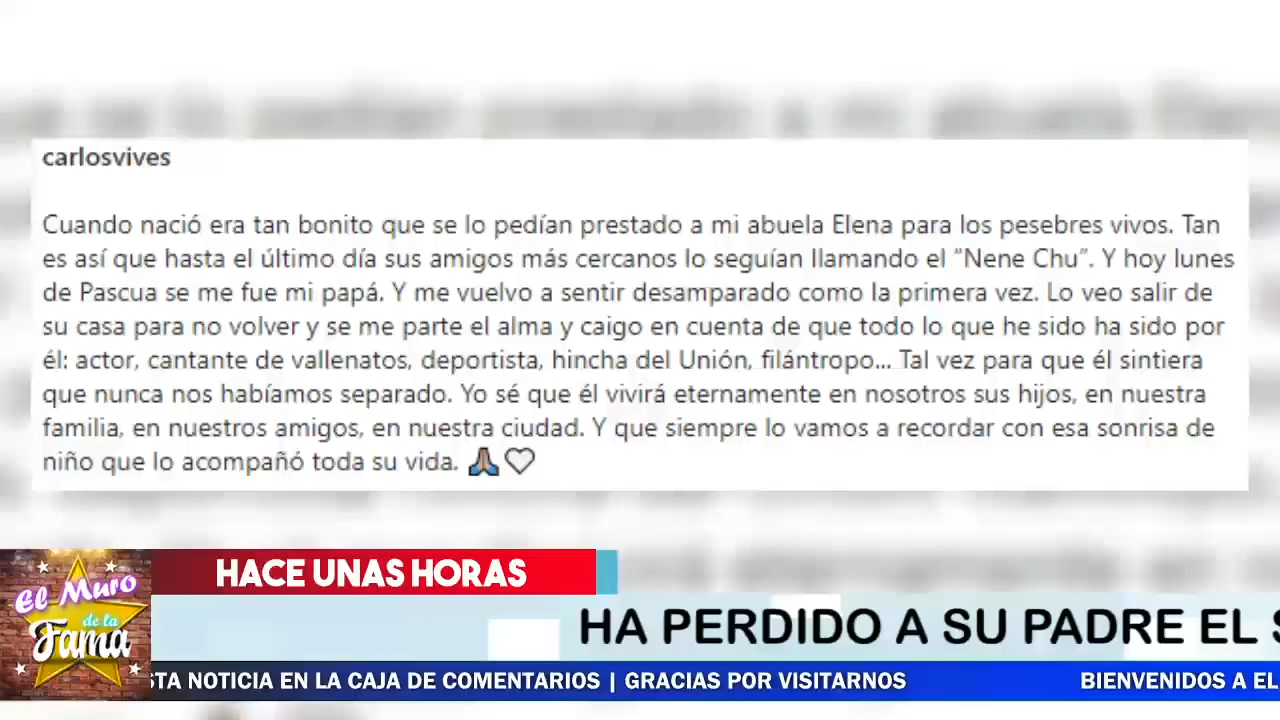 carlosvives
Cuando nació era tan bonito que se lo pedían prestado a mi abuela Elena para los pesebres vivos. Tan
es así que hasta el último día sus amigos más cercanos lo seguían llamando el “Nene Chu”. Y hoy lunes
de Pascua se me fue mi papá. Y me vuelvo a sentir desamparado como la primera vez. Lo veo salir de
su casa para no volver y se me parte el alma y caigo en cuenta de que todo lo que he sido ha sido por
él: actor, cantante de vallenatos, deportista, hincha del Unión, filántropo... Tal vez para que él sintiera
que nunca nos habíamos separado. Yo sé que él vivirá eternamente en nosotros sus hijos, en nuestra
familia, en nuestros amigos, en nuestra ciudad. Y que siempre lo vamos a recordar con esa sonrisa de
niño que lo acompañó toda su vida. 🙏🏽🤍
HACE UNAS HORAS
El Muro
de la
Fama
HA PERDIDO A SU PADRE EL S
STA NOTICIA EN LA CAJA DE COMENTARIOS | GRACIAS POR VISITARNOS BIENVENIDOS A EL